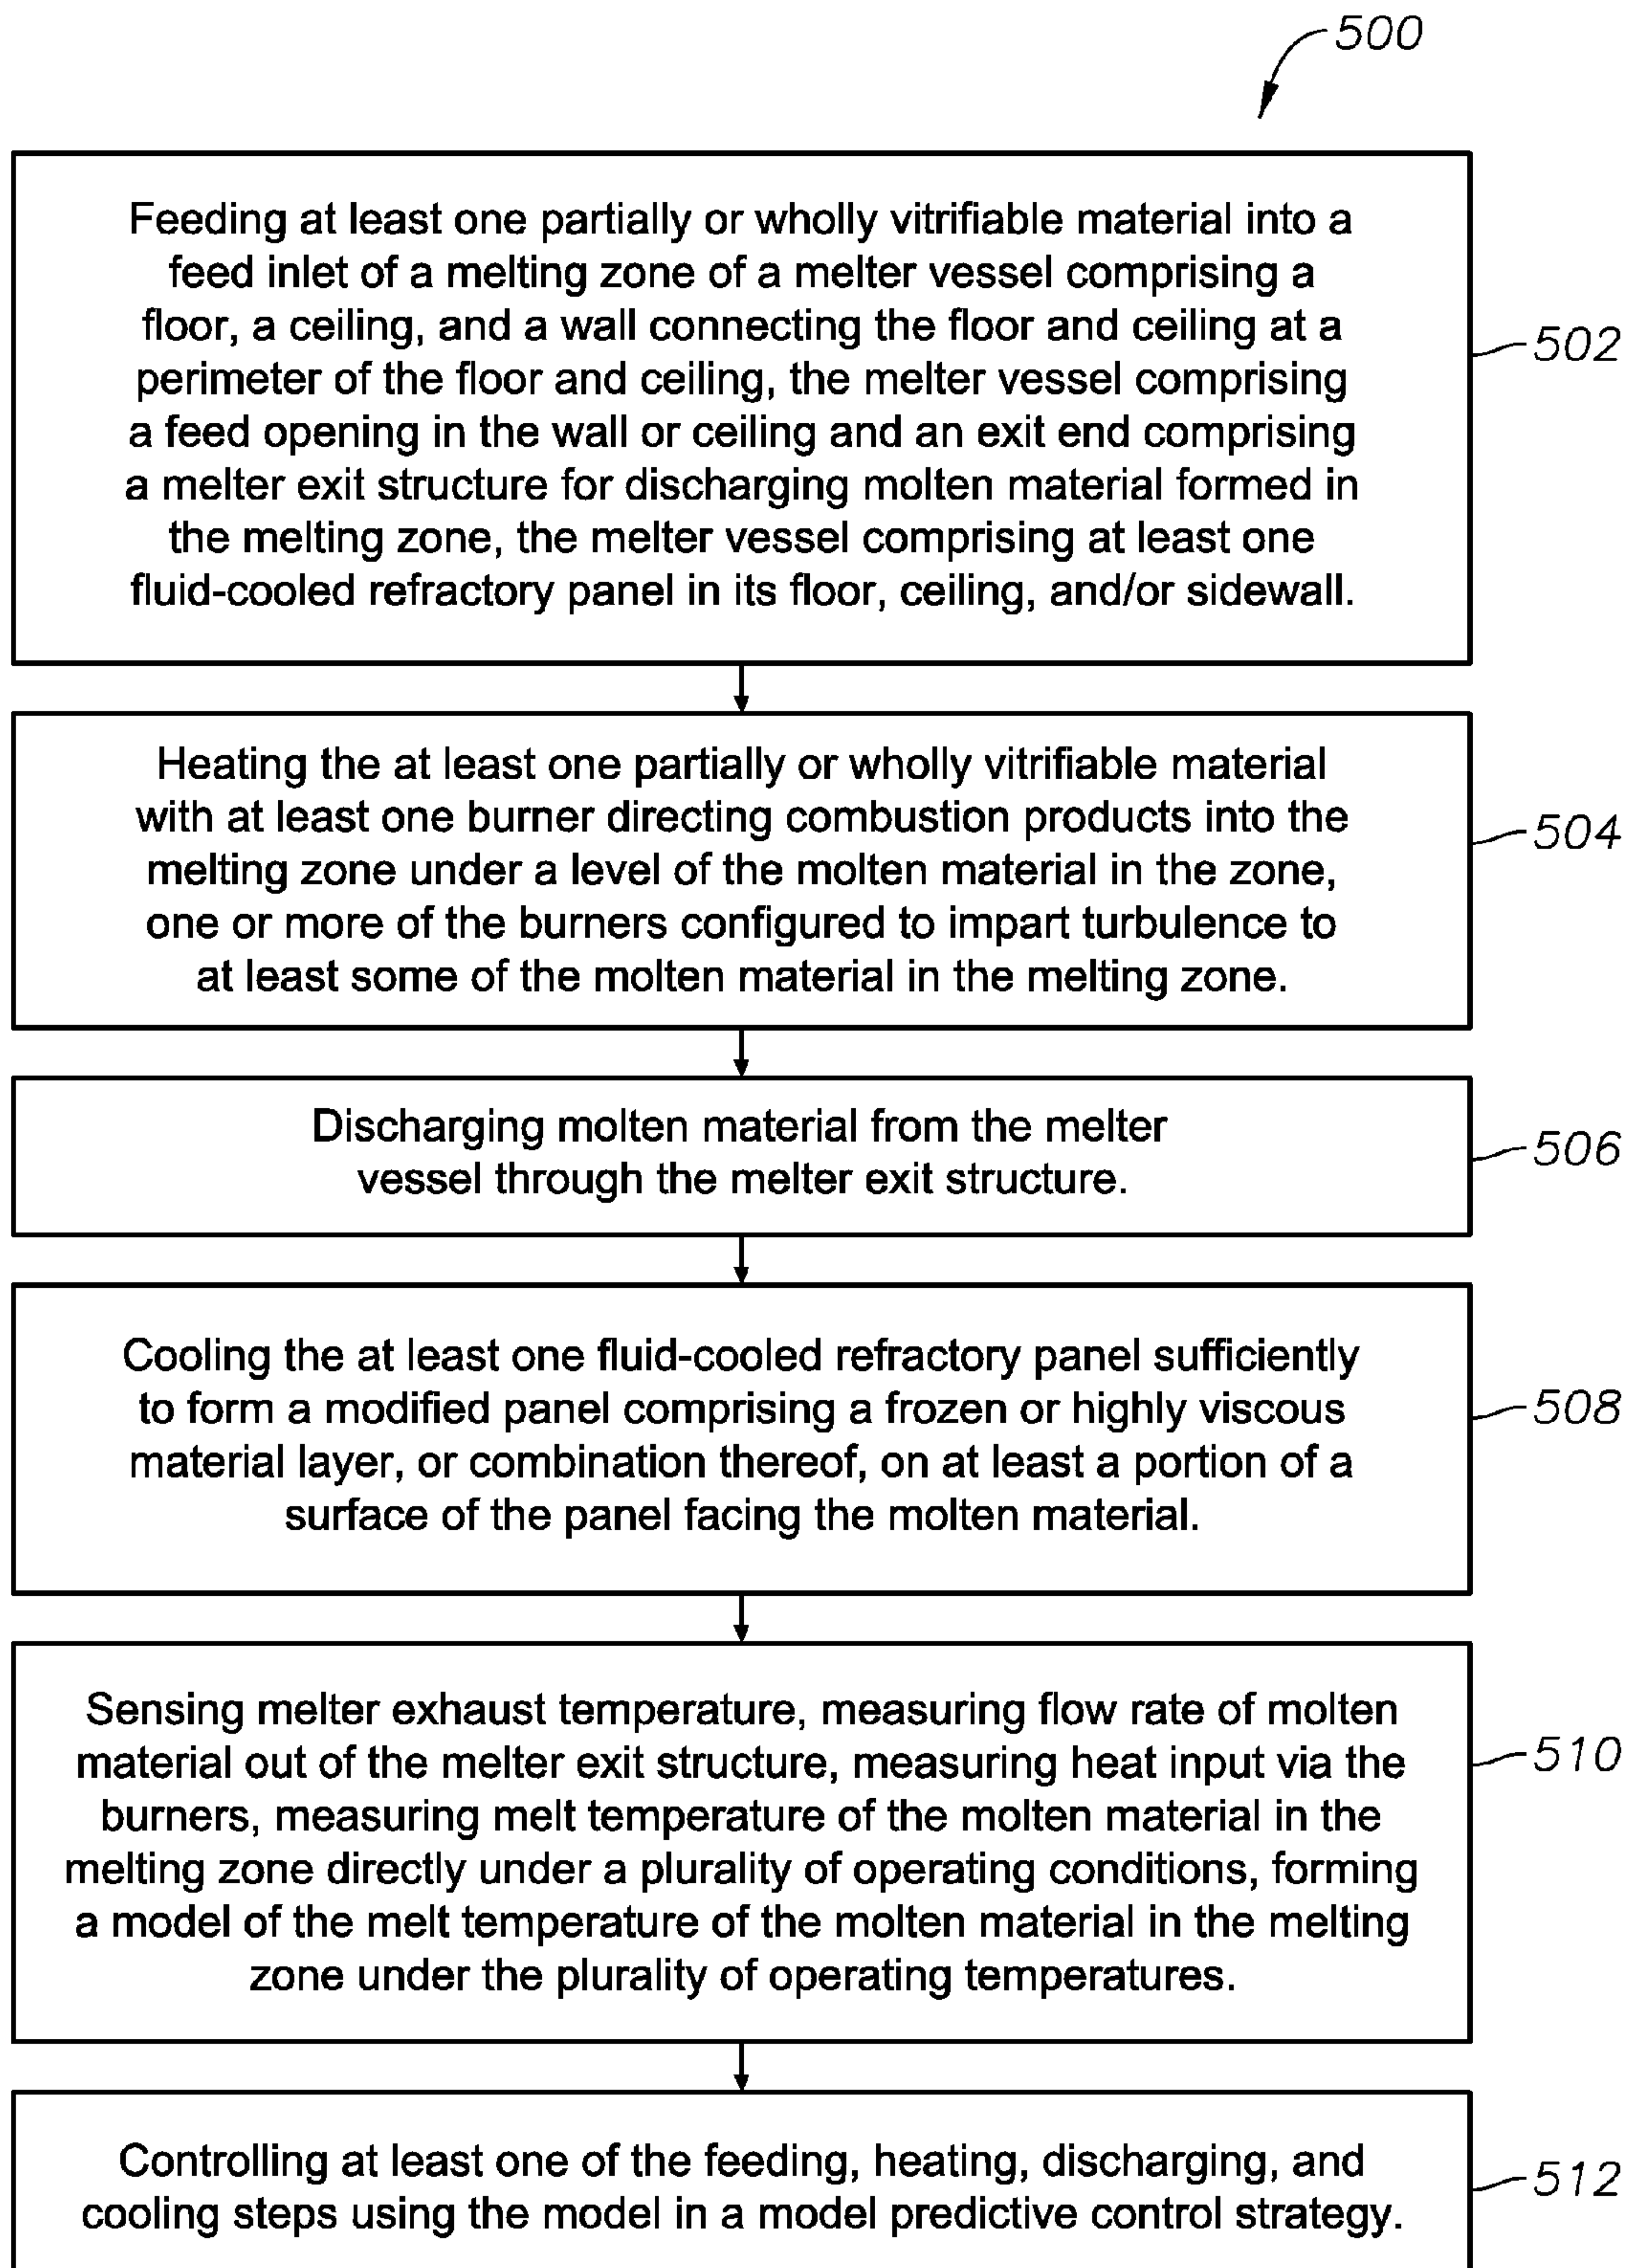 500
Feeding at least one partially or wholly vitrifiable material into a
feed inlet of a melting zone of a melter vessel comprising a
floor, a ceiling, and a wall connecting the floor and ceiling at a
perimeter of the floor and ceiling, the melter vessel comprising
a feed opening in the wall or ceiling and an exit end comprising
a melter exit structure for discharging molten material formed in
the melting zone, the melter vessel comprising at least one
fluid-cooled refractory panel in its floor, ceiling, and/or sidewall.
502
Heating the at least one partially or wholly vitrifiable material
with at least one burner directing combustion products into the
melting zone under a level of the molten material in the zone,
one or more of the burners configured to impart turbulence to
at least some of the molten material in the melting zone.
504
Discharging molten material from the melter
vessel through the melter exit structure.
506
Cooling the at least one fluid-cooled refractory panel sufficiently
to form a modified panel comprising a frozen or highly viscous
material layer, or combination thereof, on at least a portion of a
surface of the panel facing the molten material.
508
Sensing melter exhaust temperature, measuring flow rate of molten
material out of the melter exit structure, measuring heat input via the
burners, measuring melt temperature of the molten material in the
melting zone directly under a plurality of operating conditions, forming
a model of the melt temperature of the molten material in the melting
zone under the plurality of operating temperatures.
510
Controlling at least one of the feeding, heating, discharging, and
cooling steps using the model in a model predictive control strategy.
512